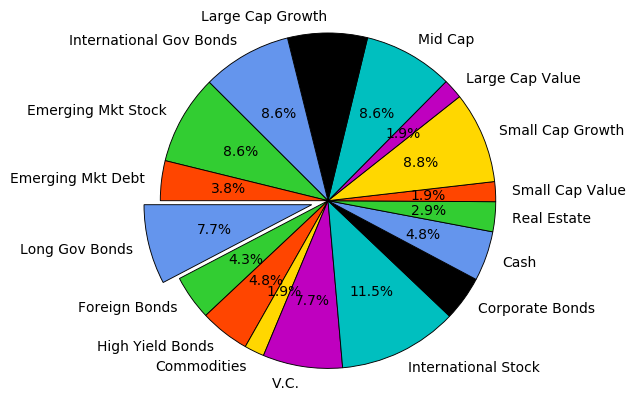 Large Cap Growth
International Gov Bonds
Mid Cap
Large Cap Value
Emerging Mkt Stock
Small Cap Growth
Emerging Mkt Debt
Small Cap Value
Real Estate
Long Gov Bonds
Cash
Foreign Bonds
Corporate Bonds
High Yield Bonds
Commodities
International Stock
V.C.
8.6%
8.6%
1.9%
8.6%
8.8%
3.8%
1.9%
2.9%
7.7%
4.8%
4.3%
4.8%
1.9%
11.5%
7.7%